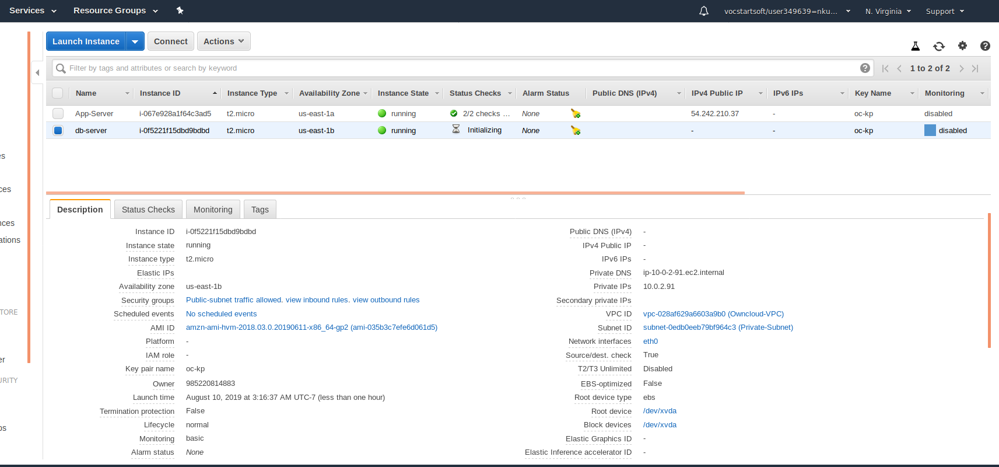 Services Resource Groups vocstartsoft/user349639=nku... N. Virginia Support
Launch Instance Connect Actions
Filter by tags and attributes or search by keyword 1 to 2 of 2
Name Instance ID Instance Type Availability Zone Instance State Status Checks Alarm Status Public DNS (IPv4) IPv4 Public IP IPv6 IPs Key Name Monitoring
App-Server i-067e928a1f64c3ad5 t2.micro us-east-1a running 2/2 checks ... None 54.242.210.37 - oc-kp disabled
db-server i-0f5221f15dbd9bdbd t2.micro us-east-1b running Initializing None - - oc-kp disabled
es
ces
nces
ations
TORE
er
URITY
ps
Description Status Checks Monitoring Tags
Instance ID i-0f5221f15dbd9bdbd
Instance state running
Instance type t2.micro
Elastic IPs
Availability zone us-east-1b
Security groups Public-subnet traffic allowed. view inbound rules. view outbound rules
Scheduled events No scheduled events
AMI ID amzn-ami-hvm-2018.03.0.20190611-x86_64-gp2 (ami-035b3c7efe6d061d5)
Platform -
IAM role -
Key pair name oc-kp
Owner 985220814883
Launch time August 10, 2019 at 3:16:37 AM UTC-7 (less than one hour)
Termination protection False
Lifecycle normal
Monitoring basic
Alarm status None
Public DNS (IPv4) -
IPv4 Public IP -
IPv6 IPs -
Private DNS ip-10-0-2-91.ec2.internal
Private IPs 10.0.2.91
Secondary private IPs
VPC ID vpc-028af629a6603a9b0 (Owncloud-VPC)
Subnet ID subnet-0edb0eeb79bf964c3 (Private-Subnet)
Network interfaces eth0
Source/dest. check True
T2/T3 Unlimited Disabled
EBS-optimized False
Root device type ebs
Root device /dev/xvda
Block devices /dev/xvda
Elastic Graphics ID -
Elastic Inference accelerator ID -